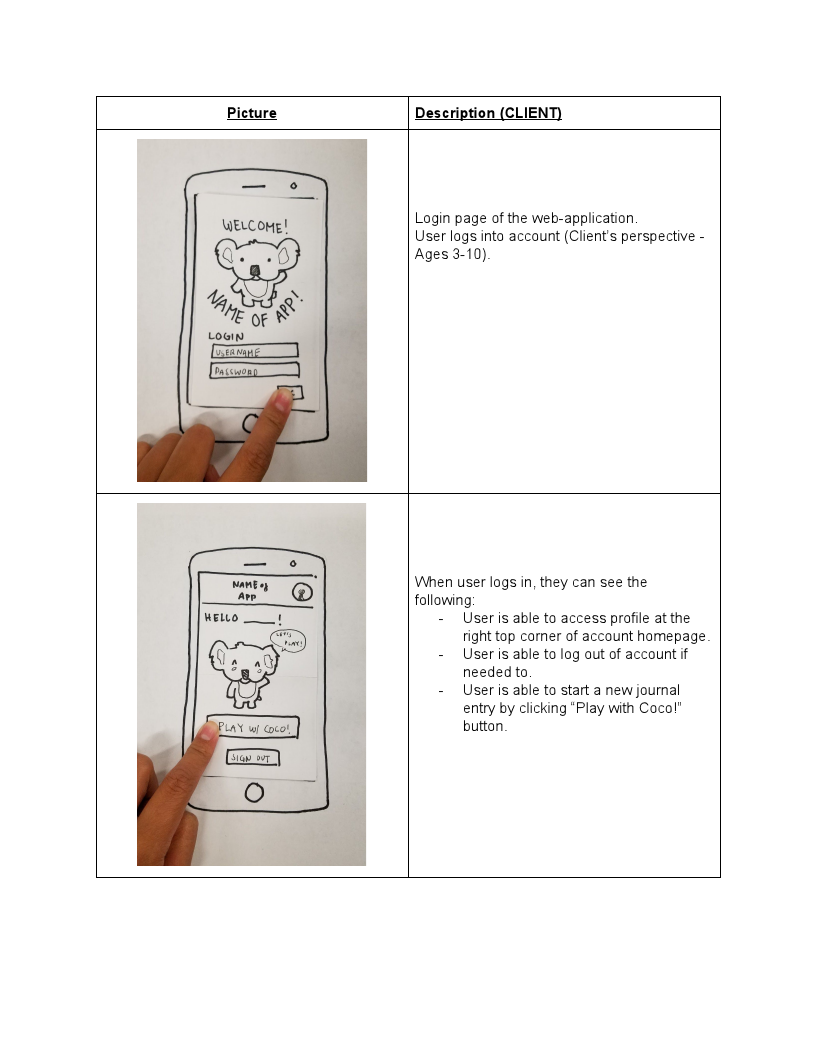 Picture
Description (CLIENT)
WELCOME!
NAME OF APP!
LOGIN
USERNAME
PASSWORD
Login page of the web-application.
User logs into account (Client’s perspective -
Ages 3-10).
NAME of
APP
HELLO ____!
LET'S
PLAY!
PLAY W/ COCO!
SIGN OUT
When user logs in, they can see the
following:
- User is able to access profile at the
right top corner of account homepage.
- User is able to log out of account if
needed to.
- User is able to start a new journal
entry by clicking “Play with Coco!”
button.